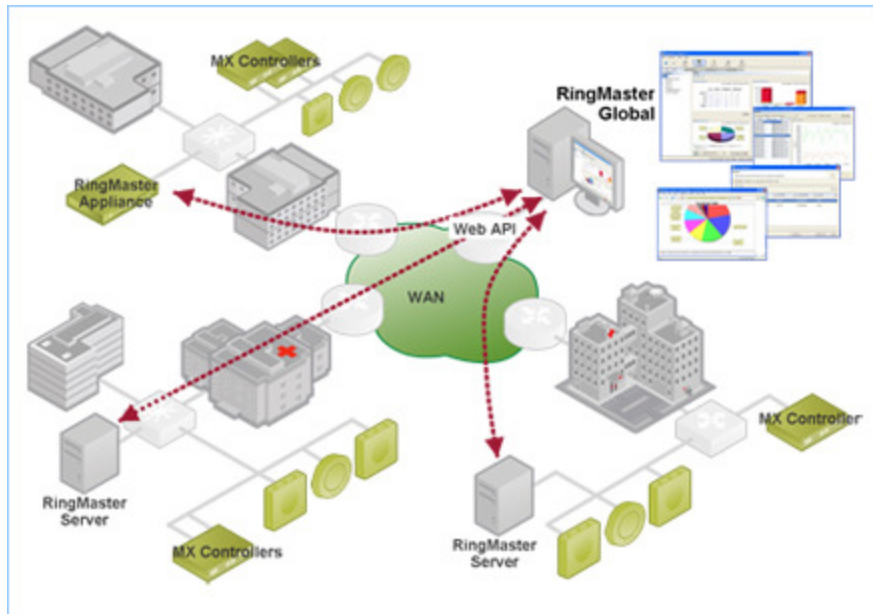 MX Controllers
RingMaster
Global
RingMaster
Appliance
Web API
WAN
MX Controller
RingMaster
Server
MX Controllers
RingMaster
Server